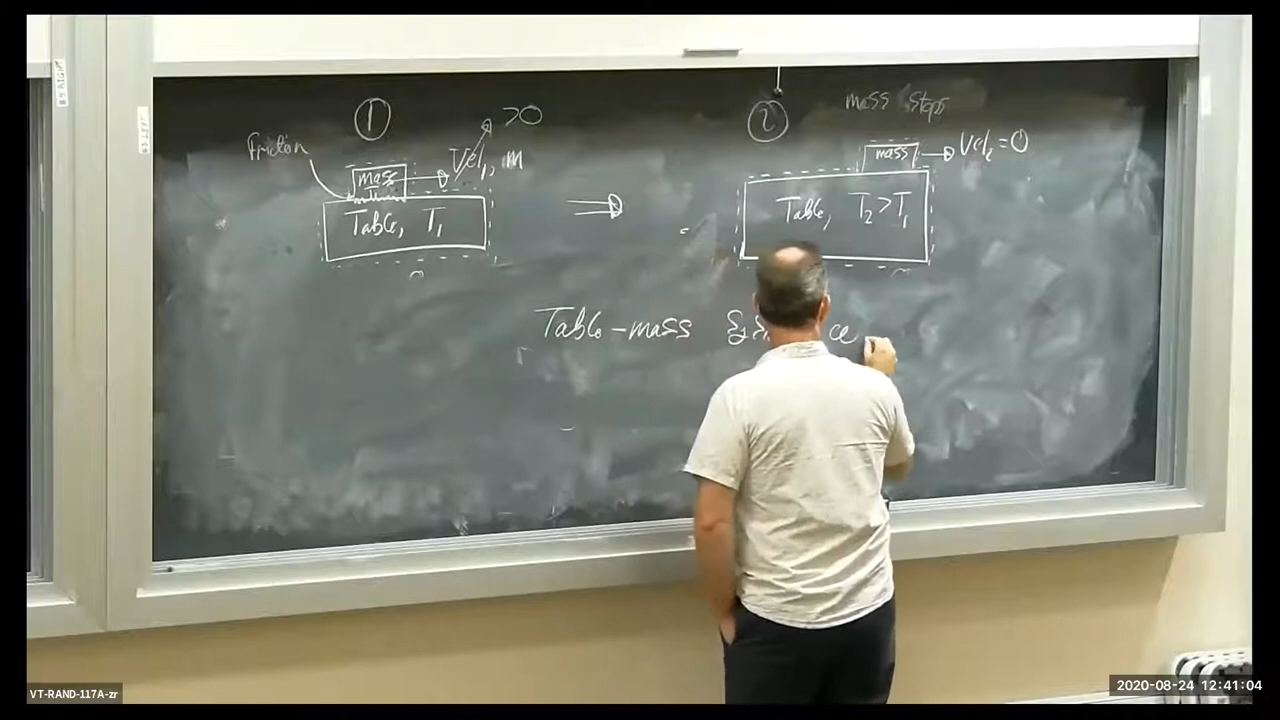 ①
>0
②
mass stops
friction
mass
Vel₁, m
mass
Vel₂=0
Table, T₁
Table, T₂>T₁
Table-mass
VT-RAND-117A-zr
2020-08-24 12:41:04